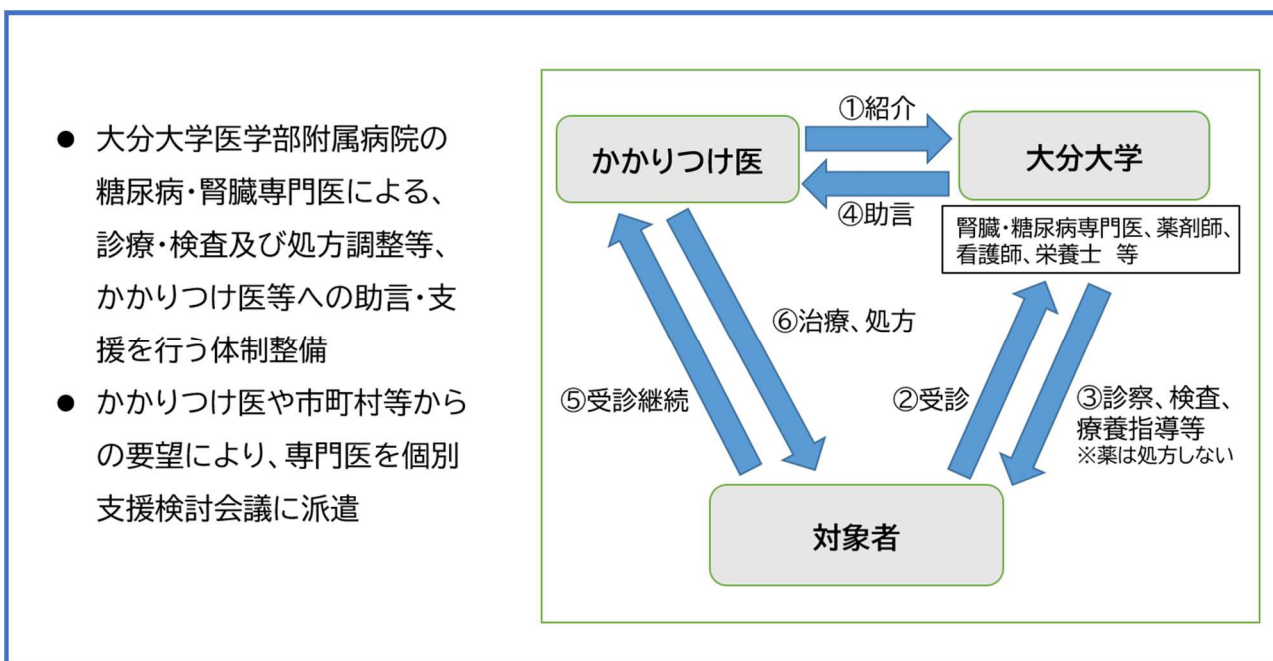 ● 大分大学医学部附属病院の
糖尿病・腎臓専門医による、
診療・検査及び処方調整等、
かかりつけ医等への助言・支
援を行う体制整備
● かかりつけ医や市町村等から
の要望により、専門医を個別
支援検討会議に派遣
①紹介
かかりつけ医
大分大学
④助言
腎臓・糖尿病専門医、薬剤師、
看護師、栄養士 等
⑥治療、処方
⑤受診継続
②受診
③診察、検査、
療養指導等
※薬は処方しない
対象者